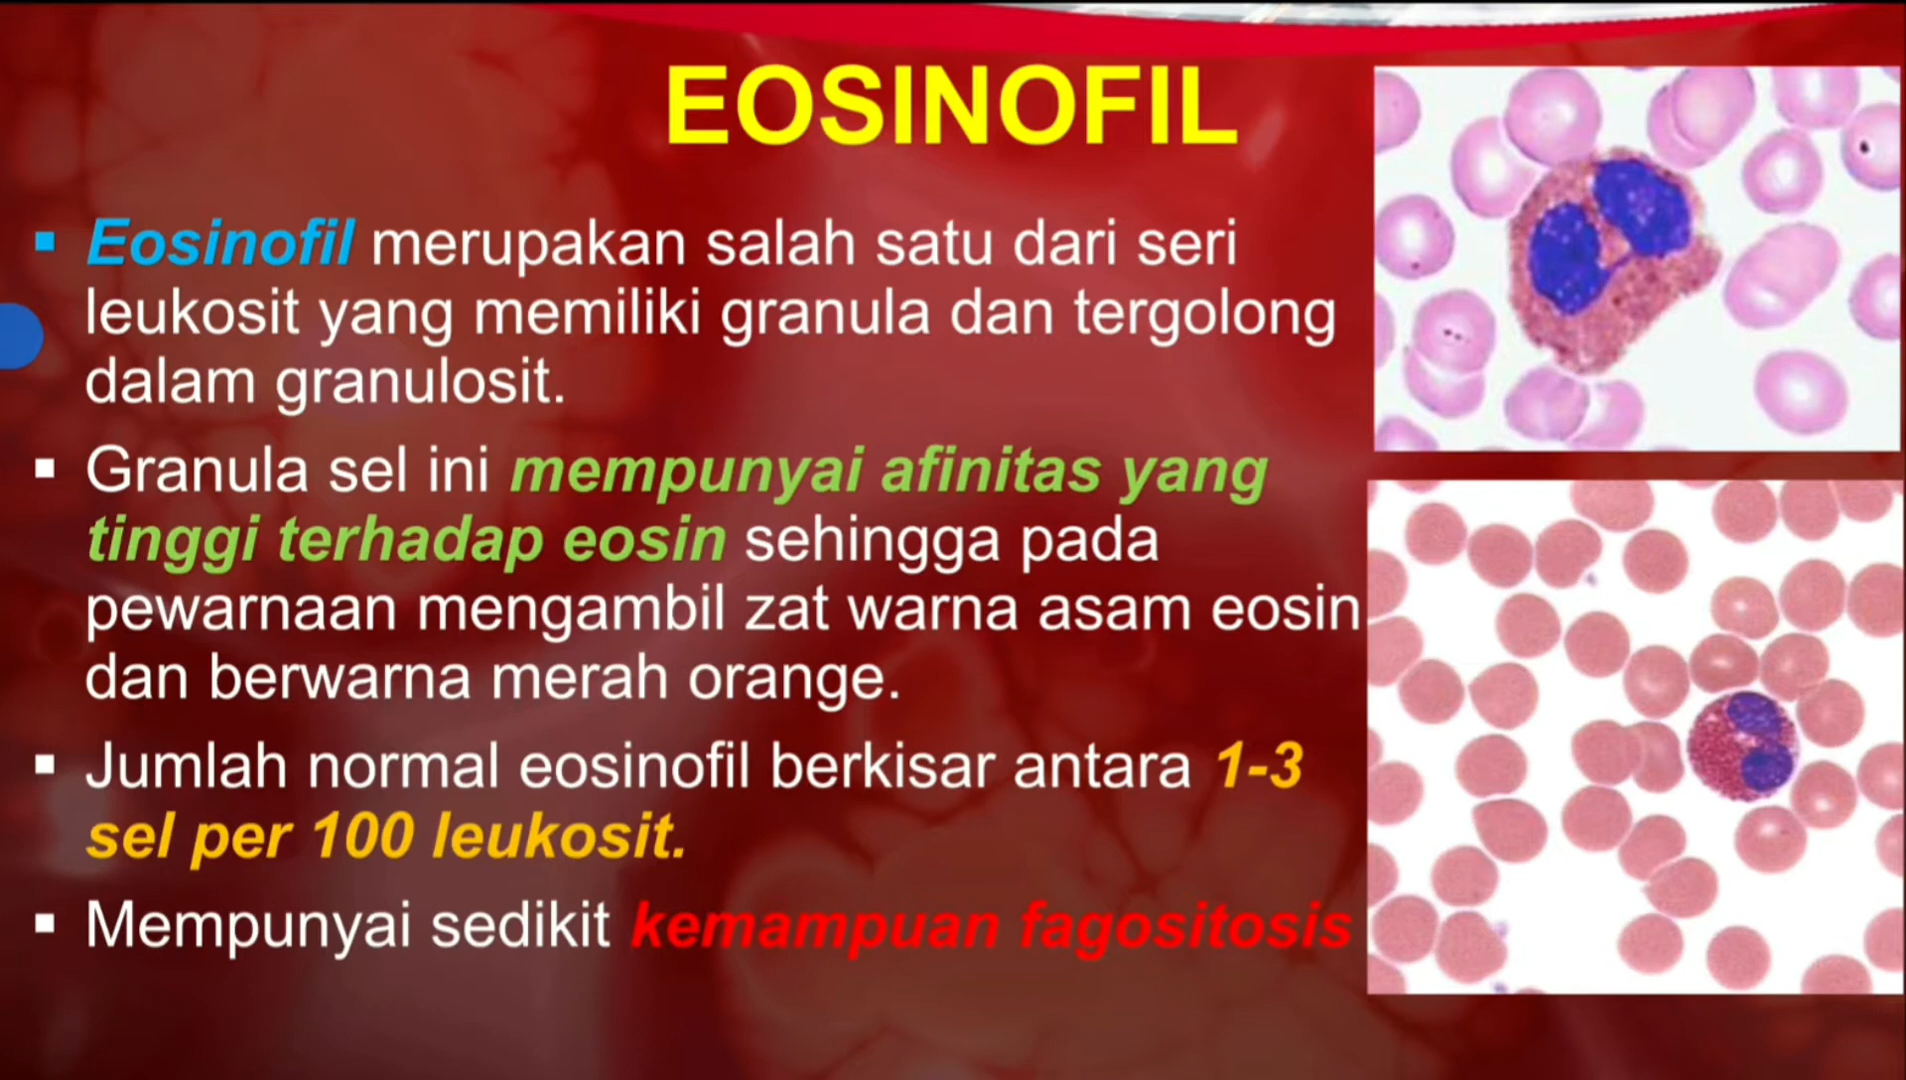 EOSINOFIL
▪ Eosinofil merupakan salah satu dari seri
leukosit yang memiliki granula dan tergolong
dalam granulosit.
▪ Granula sel ini mempunyai afinitas yang
tinggi terhadap eosin sehingga pada
pewarnaan mengambil zat warna asam eosin
dan berwarna merah orange.
▪ Jumlah normal eosinofil berkisar antara 1-3
sel per 100 leukosit.
▪ Mempunyai sedikit kemampuan fagositosis